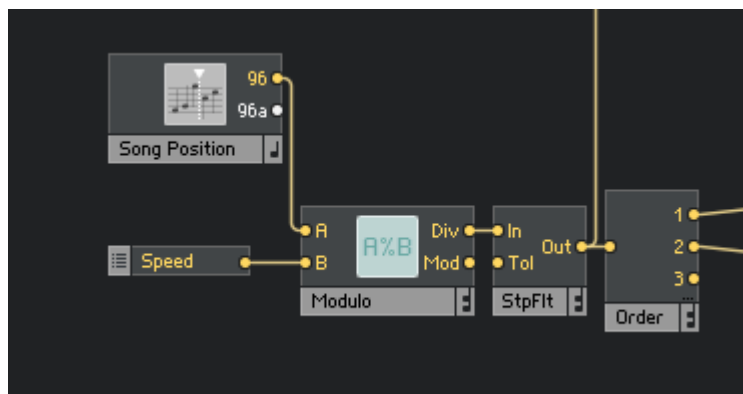 96
96a
Song Position
Speed
A
B
A%B
Div
Mod
Modulo
In
Tol
Out
StpFlt
1
2
3
...
Order